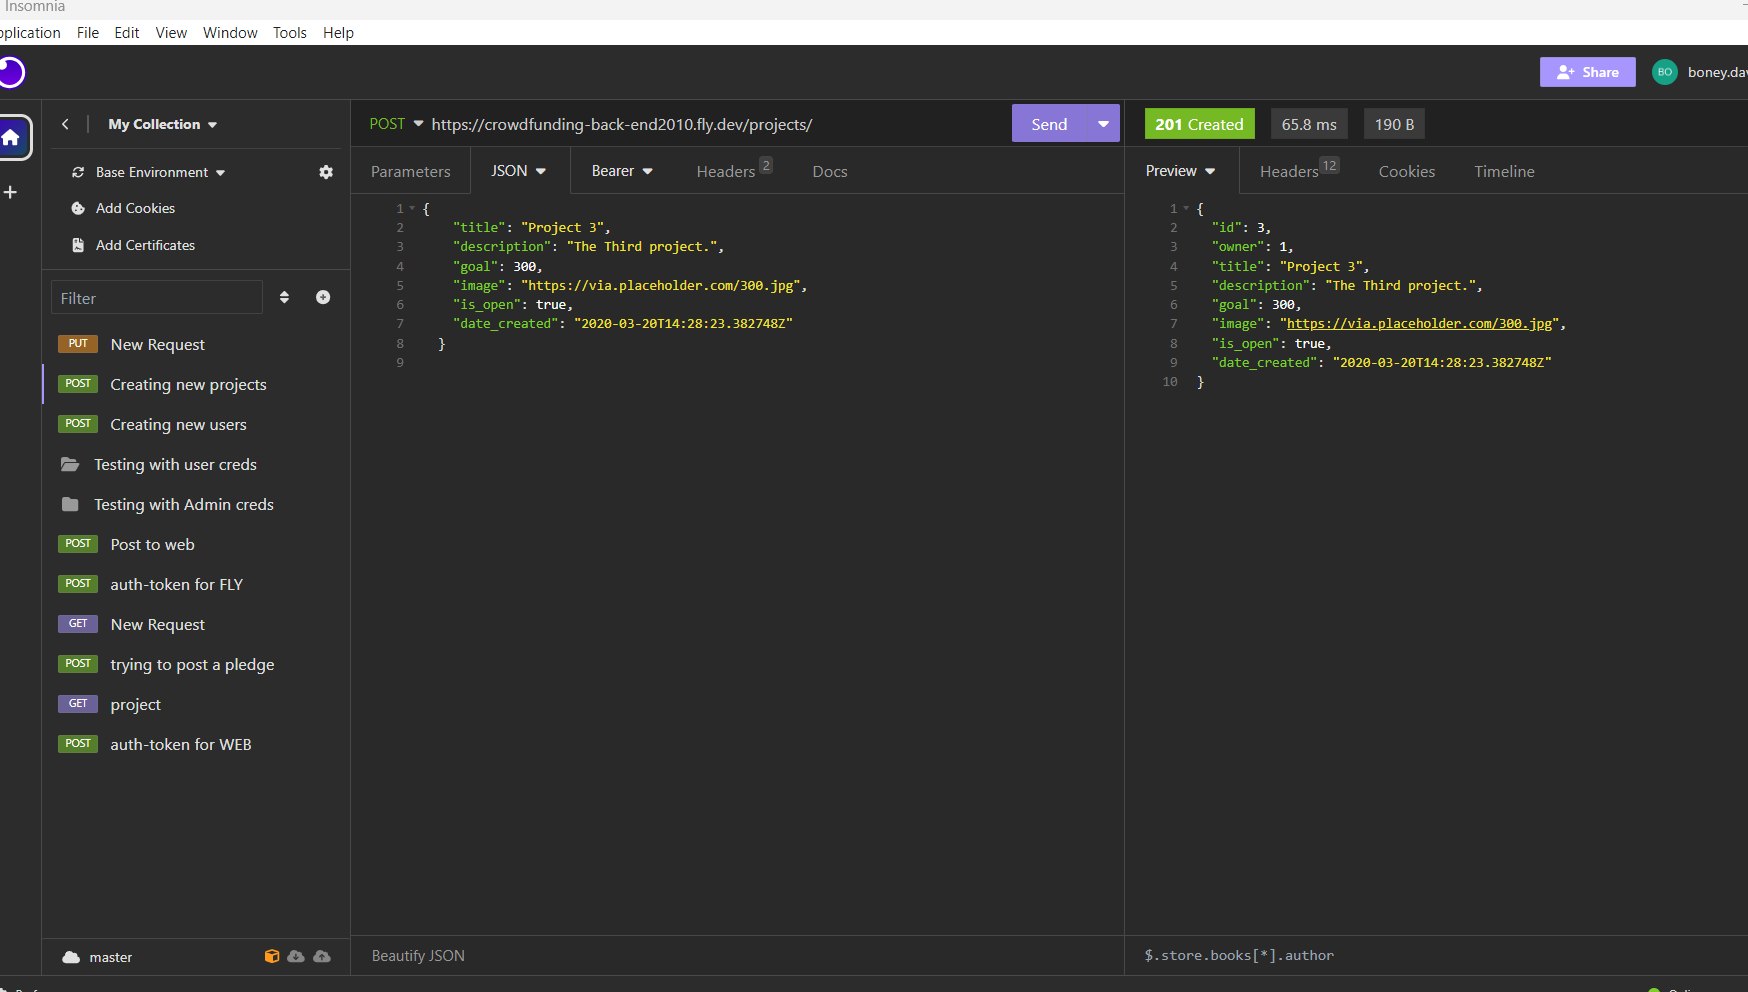 Insomnia
pplication File Edit View Window Tools Help
Share BO boney.dav
My Collection
POST https://crowdfunding-back-end2010.fly.dev/projects/ Send
201 Created 65.8 ms 190 B
Base Environment
Add Cookies
Add Certificates
Filter
PUT New Request
POST Creating new projects
POST Creating new users
Testing with user creds
Testing with Admin creds
POST Post to web
POST auth-token for FLY
GET New Request
POST trying to post a pledge
GET project
POST auth-token for WEB
master
Parameters JSON Bearer Headers 2 Docs
1 {
2 "title": "Project 3",
3 "description": "The Third project.",
4 "goal": 300,
5 "image": "https://via.placeholder.com/300.jpg",
6 "is_open": true,
7 "date_created": "2020-03-20T14:28:23.382748Z"
8 }
9
Beautify JSON
Preview Headers 12 Cookies Timeline
1 {
2 "id": 3,
3 "owner": 1,
4 "title": "Project 3",
5 "description": "The Third project.",
6 "goal": 300,
7 "image": "https://via.placeholder.com/300.jpg",
8 "is_open": true,
9 "date_created": "2020-03-20T14:28:23.382748Z"
10 }
$.store.books[*].author